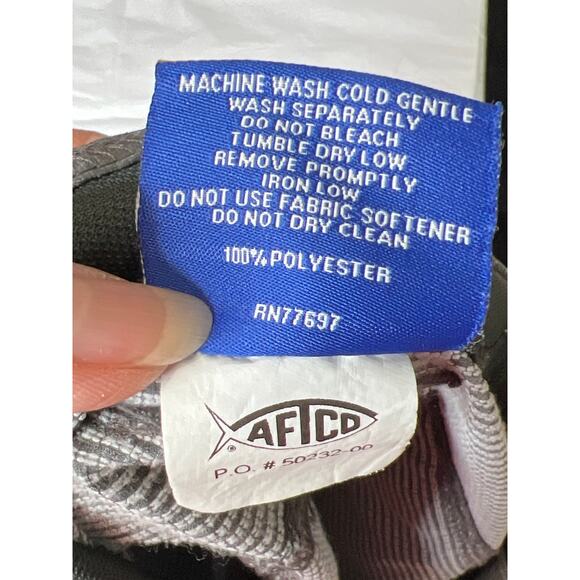 MACHINE WASH COLD GENTLE
WASH SEPARATELY
DO NOT BLEACH
TUMBLE DRY LOW
REMOVE PROMPTLY
IRON LOW
DO NOT USE FABRIC SOFTENER
DO NOT DRY CLEAN
100% POLYESTER
RN77697
AFTCO
P.O. # 50232-00